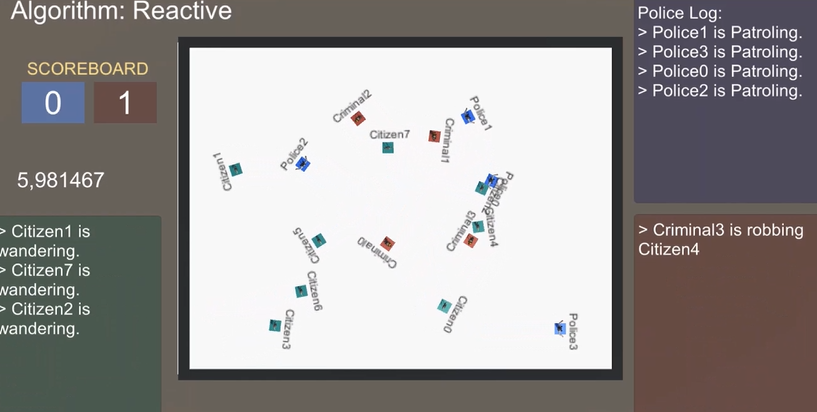 Algorithm: Reactive
SCOREBOARD
0 1
5,981467
> Citizen1 is
wandering.
> Citizen7 is
wandering.
> Citizen2 is
wandering.
Criminal2
Police1
Citizen7
Criminal1
Police2
Citizen1
Citizen4
Criminal3
Citizen5
Criminal0
Citizen6
Citizen0
Citizen3
Police3
Police Log:
> Police1 is Patroling.
> Police3 is Patroling.
> Police0 is Patroling.
> Police2 is Patroling.
> Criminal3 is robbing
Citizen4